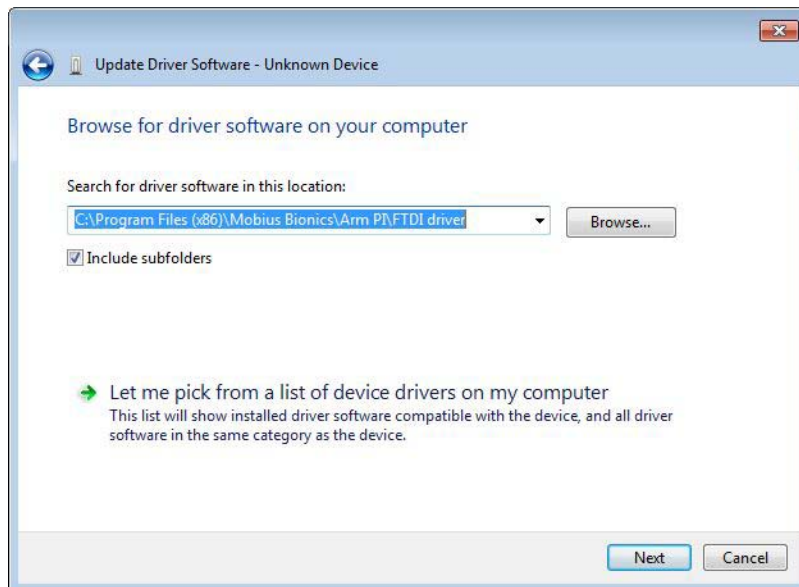 Update Driver Software - Unknown Device
Browse for driver software on your computer
Search for driver software in this location:
C:\Program Files (x86)\Mobius Bionics\Arm PI\FTDI driver
Browse...
Include subfolders
Let me pick from a list of device drivers on my computer
This list will show installed driver software compatible with the device, and all driver
software in the same category as the device.
Next
Cancel